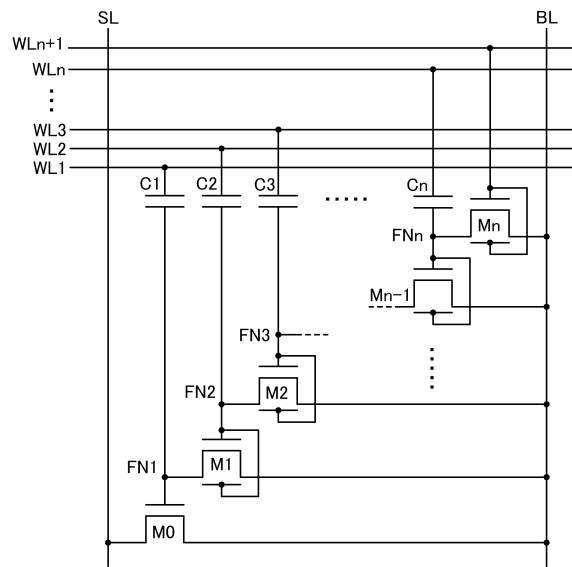 SL BL
WLn+1
WLn
WL3
WL2
WL1
C1 C2 C3 Cn
Mn
FNn
Mn-1
FN3
M2
FN2
M1
FN1
M0